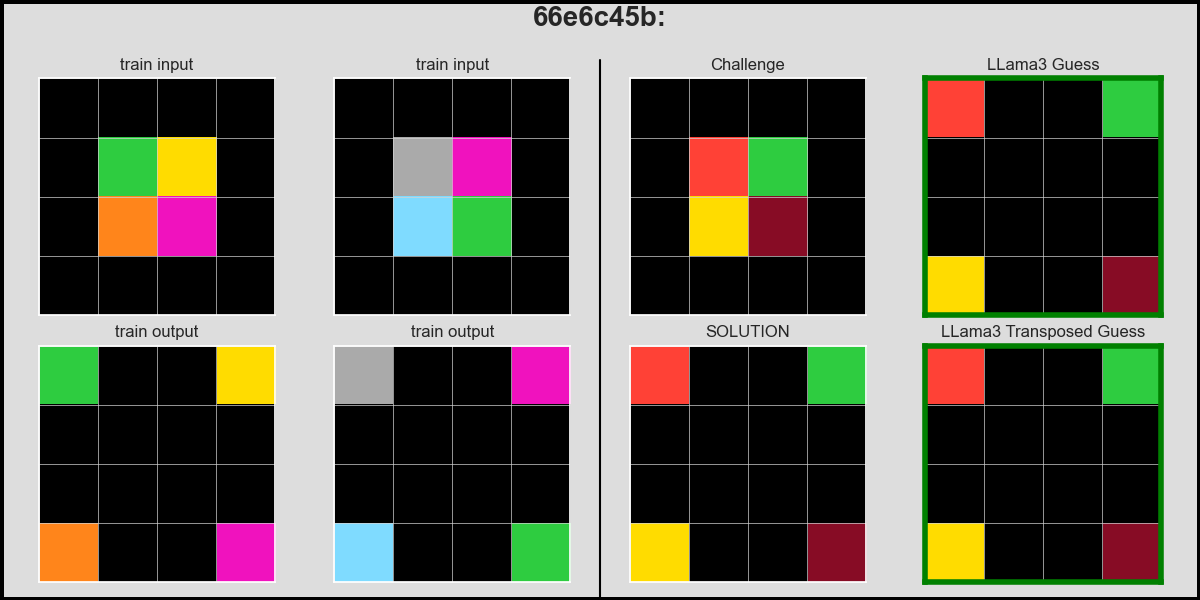 66e6c45b:
train input
train input
Challenge
LLama3 Guess
train output
train output
SOLUTION
LLama3 Transposed Guess